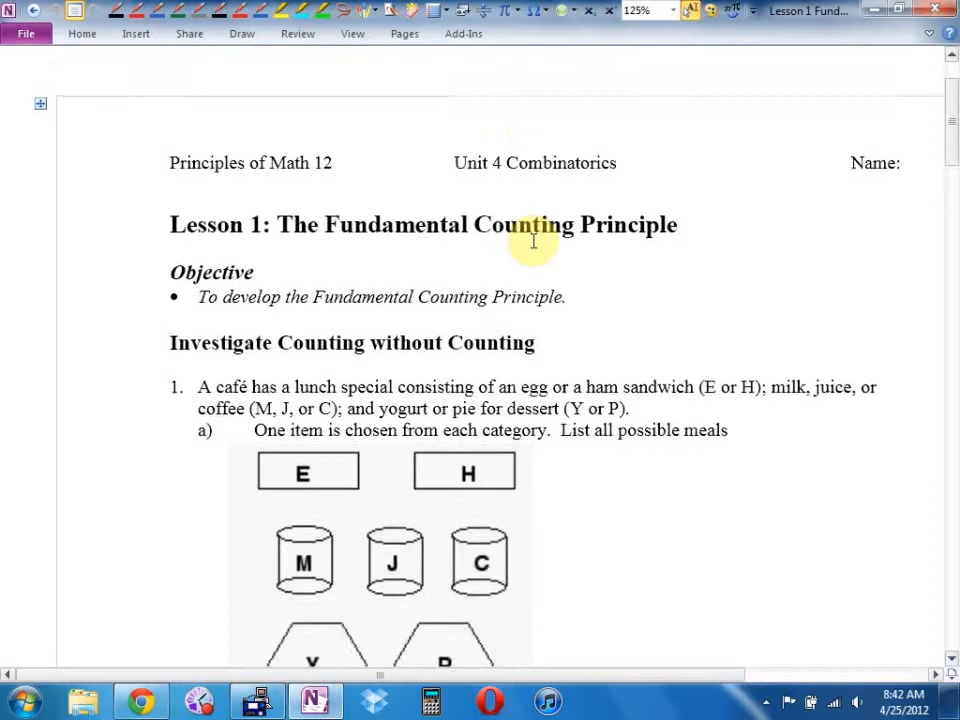 125%
Lesson 1 Fund...
File Home Insert Share Draw Review View Pages Add-Ins
Principles of Math 12 Unit 4 Combinatorics Name:
Lesson 1: The Fundamental Counting Principle
Objective
• To develop the Fundamental Counting Principle.
Investigate Counting without Counting
1. A café has a lunch special consisting of an egg or a ham sandwich (E or H); milk, juice, or
coffee (M, J, or C); and yogurt or pie for dessert (Y or P).
a) One item is chosen from each category. List all possible meals
E H
M J C
Y P
8:42 AM
4/25/2012